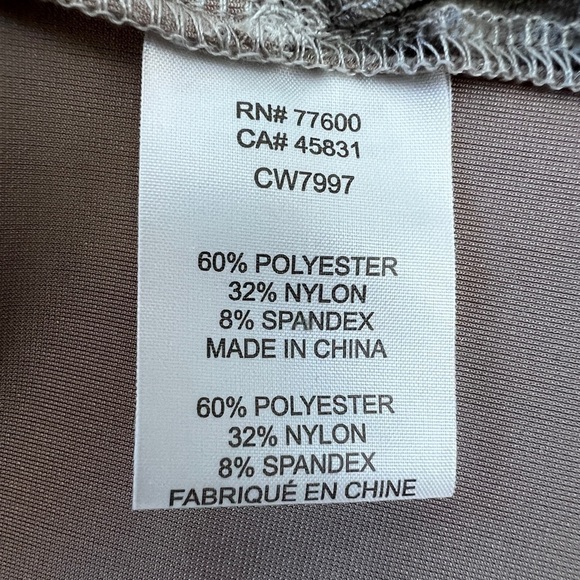 RN# 77600
CA# 45831
CW7997
60% POLYESTER
32% NYLON
8% SPANDEX
MADE IN CHINA
60% POLYESTER
32% NYLON
8% SPANDEX
FABRIQUÉ EN CHINE